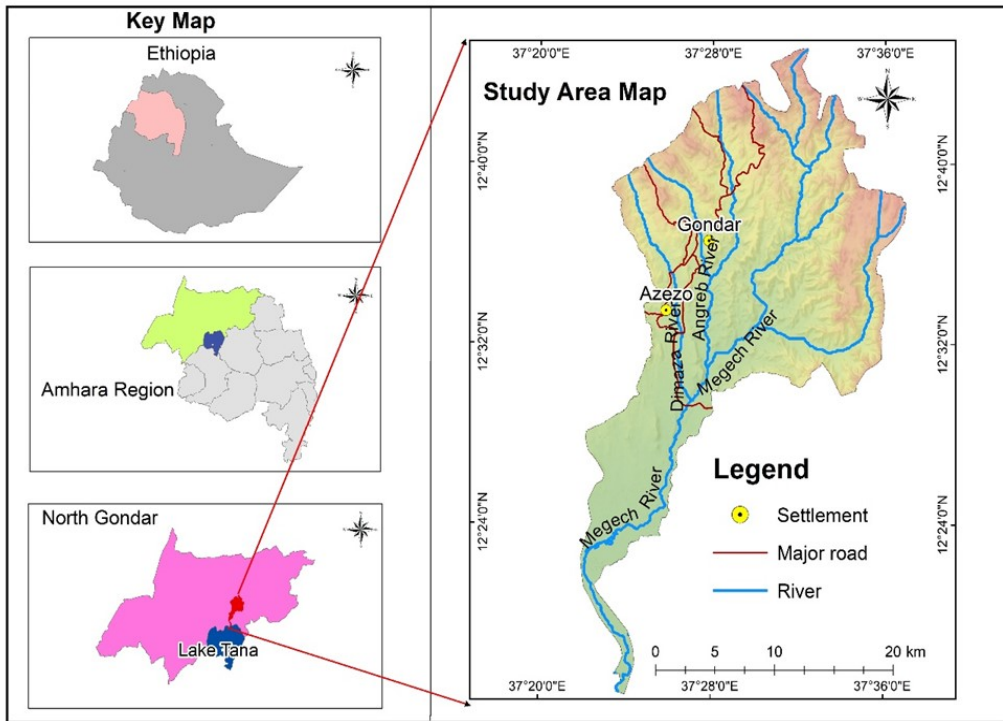 Key Map
Ethiopia
Amhara Region
North Gondar
Lake Tana
37°20'0"E
37°28'0"E
37°36'0"E
Study Area Map
N
12°40'0"N
12°40'0"N
Gondar
Azezo
Angreb River
Dimaza River
Megech River
12°32'0"N
12°32'0"N
Megech River
12°24'0"N
12°24'0"N
Legend
Settlement
Major road
River
0 5 10 20 km
37°20'0"E
37°28'0"E
37°36'0"E